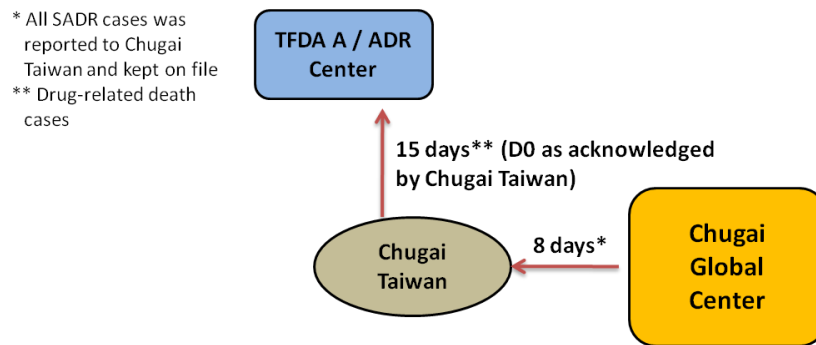 * All SADR cases was
reported to Chugai
Taiwan and kept on file
** Drug-related death
cases
TFDA A / ADR
Center
15 days** (D0 as acknowledged
by Chugai Taiwan)
Chugai
Taiwan
8 days*
Chugai
Global
Center